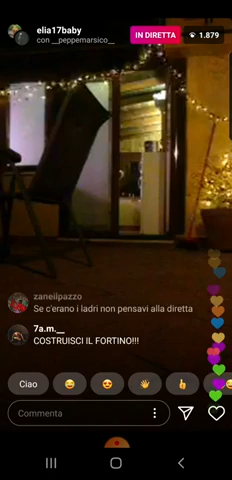 elia17baby
con __peppemarsico__
IN DIRETTA
1.879
zaneilpazzo
Se c'erano i ladri non pensavi alla diretta
7a.m.__
COSTRUISCI IL FORTINO!!!
Ciao
Commenta